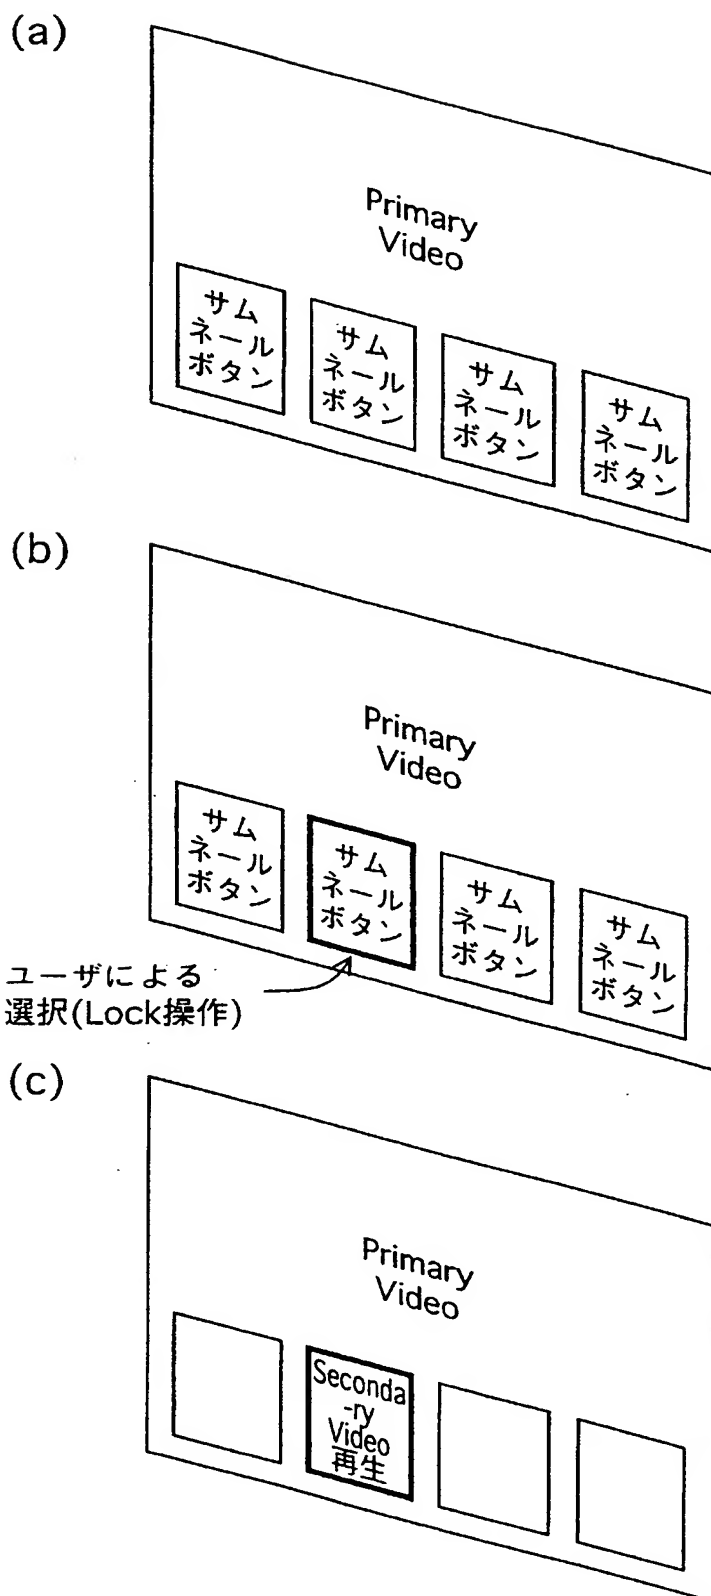 (a)
Primary
Video
サム
ネール
ボタン
サム
ネール
ボタン
サム
ネール
ボタン
サム
ネール
ボタン
(b)
Primary
Video
サム
ネール
ボタン
サム
ネール
ボタン
サム
ネール
ボタン
サム
ネール
ボタン
ユーザによる
選択(Lock操作)
(c)
Primary
Video
Seconda
-ry
Video
再生